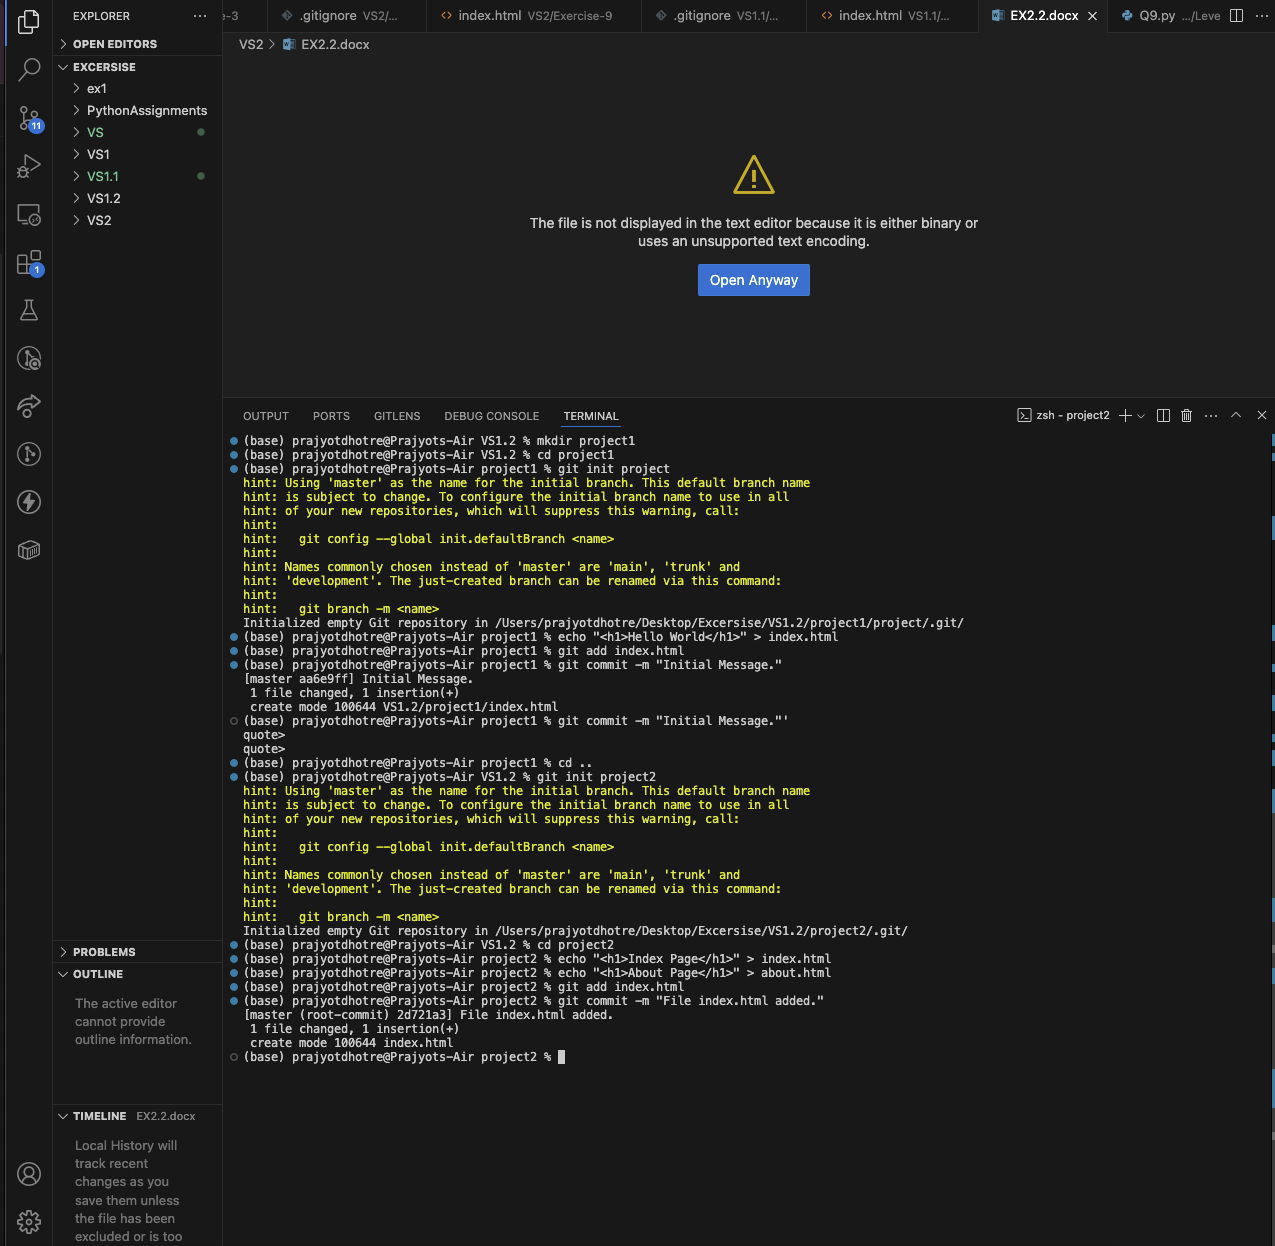 EXPLORER ···
e-3
.gitignore VS2/...
index.html VS2/Exercise-9
.gitignore VS1.1/...
index.html VS1.1/...
EX2.2.docx
Q9.py .../Leve
OPEN EDITORS
EXCERSISE
ex1
PythonAssignments
VS
VS1
VS1.1
VS1.2
VS2
11
1
VS2 > EX2.2.docx
The file is not displayed in the text editor because it is either binary or
uses an unsupported text encoding.
Open Anyway
OUTPUT PORTS GITLENS DEBUG CONSOLE TERMINAL
zsh - project2
(base) prajyotdhotre@Prajyots-Air VS1.2 % mkdir project1
(base) prajyotdhotre@Prajyots-Air VS1.2 % cd project1
(base) prajyotdhotre@Prajyots-Air project1 % git init project
hint: Using 'master' as the name for the initial branch. This default branch name
hint: is subject to change. To configure the initial branch name to use in all
hint: of your new repositories, which will suppress this warning, call:
hint:
hint:   git config --global init.defaultBranch <name>
hint:
hint: Names commonly chosen instead of 'master' are 'main', 'trunk' and
hint: 'development'. The just-created branch can be renamed via this command:
hint:
hint:   git branch -m <name>
Initialized empty Git repository in /Users/prajyotdhotre/Desktop/Excersise/VS1.2/project1/project/.git/
(base) prajyotdhotre@Prajyots-Air project1 % echo "<h1>Hello World</h1>" > index.html
(base) prajyotdhotre@Prajyots-Air project1 % git add index.html
(base) prajyotdhotre@Prajyots-Air project1 % git commit -m "Initial Message."
[master aa6e9ff] Initial Message.
 1 file changed, 1 insertion(+)
 create mode 100644 VS1.2/project1/index.html
(base) prajyotdhotre@Prajyots-Air project1 % git commit -m "Initial Message."'
quote>
quote>
(base) prajyotdhotre@Prajyots-Air project1 % cd ..
(base) prajyotdhotre@Prajyots-Air VS1.2 % git init project2
hint: Using 'master' as the name for the initial branch. This default branch name
hint: is subject to change. To configure the initial branch name to use in all
hint: of your new repositories, which will suppress this warning, call:
hint:
hint:   git config --global init.defaultBranch <name>
hint:
hint: Names commonly chosen instead of 'master' are 'main', 'trunk' and
hint: 'development'. The just-created branch can be renamed via this command:
hint:
hint:   git branch -m <name>
Initialized empty Git repository in /Users/prajyotdhotre/Desktop/Excersise/VS1.2/project2/.git/
(base) prajyotdhotre@Prajyots-Air VS1.2 % cd project2
(base) prajyotdhotre@Prajyots-Air project2 % echo "<h1>Index Page</h1>" > index.html
(base) prajyotdhotre@Prajyots-Air project2 % echo "<h1>About Page</h1>" > about.html
(base) prajyotdhotre@Prajyots-Air project2 % git add index.html
(base) prajyotdhotre@Prajyots-Air project2 % git commit -m "File index.html added."
[master (root-commit) 2d721a3] File index.html added.
 1 file changed, 1 insertion(+)
 create mode 100644 index.html
(base) prajyotdhotre@Prajyots-Air project2 %
PROBLEMS
OUTLINE
The active editor
cannot provide
outline information.
TIMELINE EX2.2.docx
Local History will
track recent
changes as you
save them unless
the file has been
excluded or is too